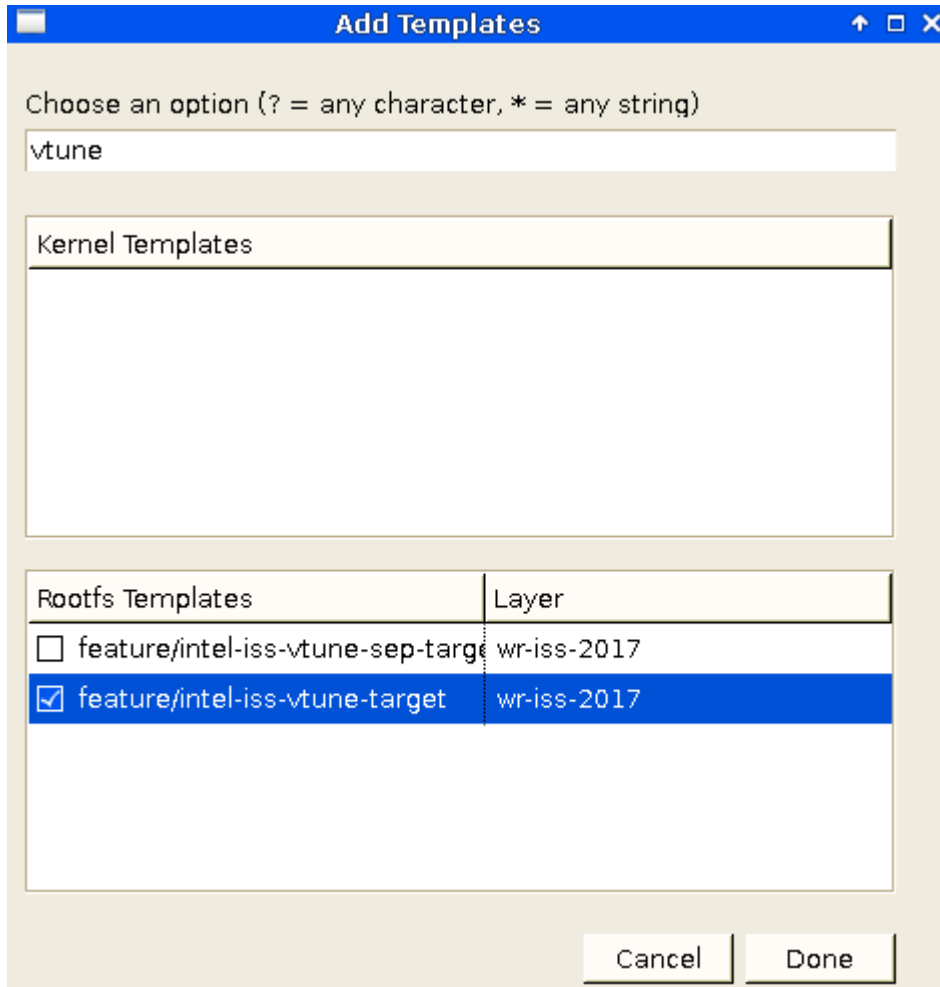 Add Templates
Choose an option (? = any character, * = any string)
vtune
Kernel Templates
Rootfs Templates Layer
feature/intel-iss-vtune-sep-targe wr-iss-2017
feature/intel-iss-vtune-target wr-iss-2017
Cancel Done